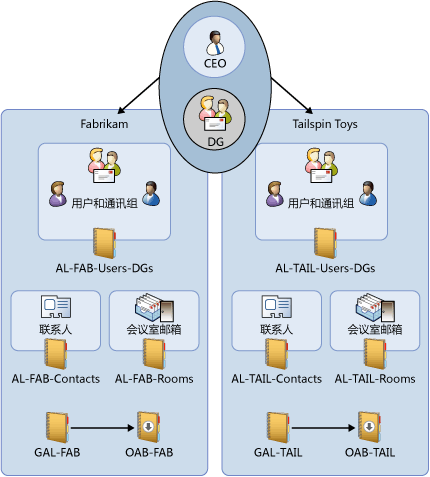 CEO
DG
Fabrikam
Tailspin Toys
用户和通讯组
用户和通讯组
AL-FAB-Users-DGs
AL-TAIL-Users-DGs
联系人
会议室邮箱
联系人
会议室邮箱
AL-FAB-Contacts
AL-FAB-Rooms
AL-TAIL-Contacts
AL-TAIL-Rooms
GAL-FAB
OAB-FAB
GAL-TAIL
OAB-TAIL